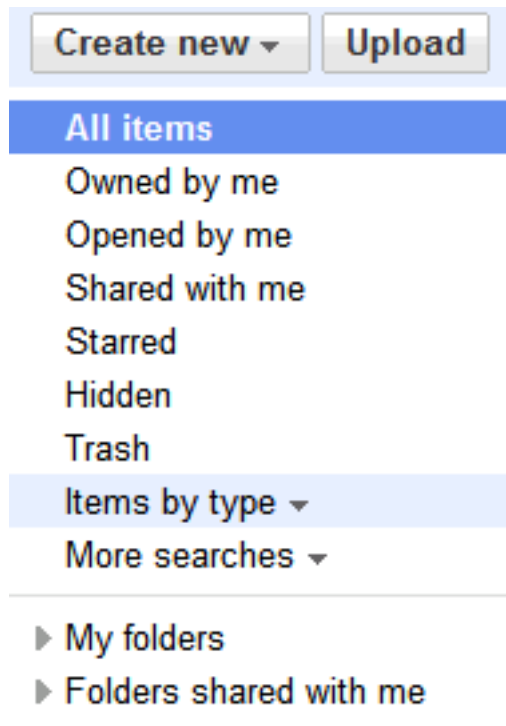 Create new Upload
All items
Owned by me
Opened by me
Shared with me
Starred
Hidden
Trash
Items by type
More searches
My folders
Folders shared with me